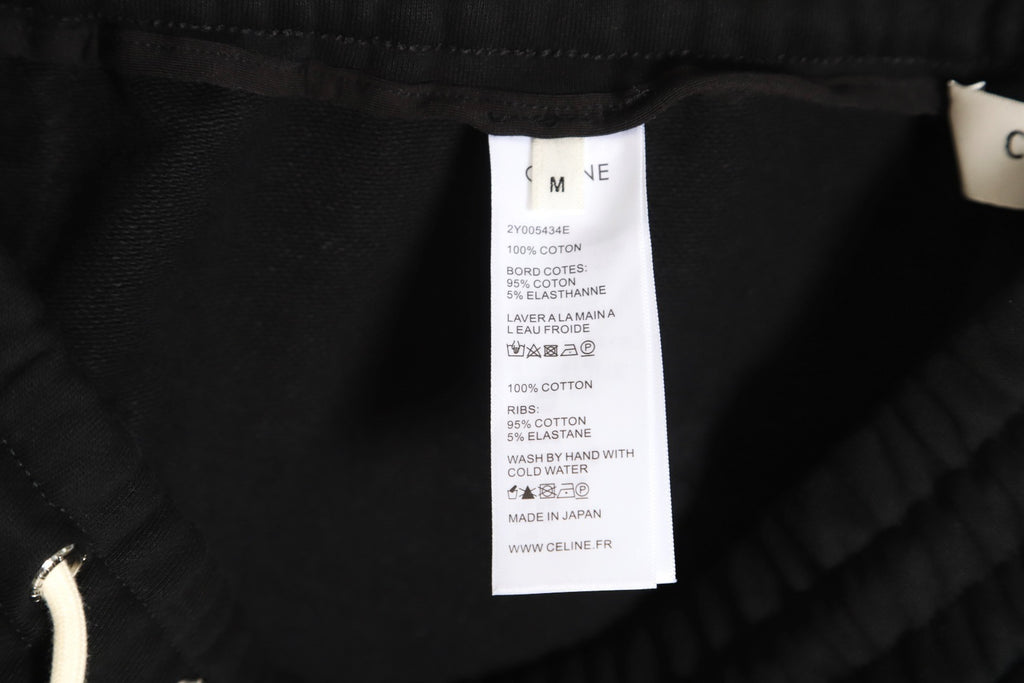 M
NE
2Y005434E
100% COTON
BORD COTES:
95% COTON
5% ELASTHANNE
LAVER A LA MAIN A
L EAU FROIDE
100% COTTON
RIBS:
95% COTTON
5% ELASTANE
WASH BY HAND WITH
COLD WATER
MADE IN JAPAN
WWW CELINE.FR